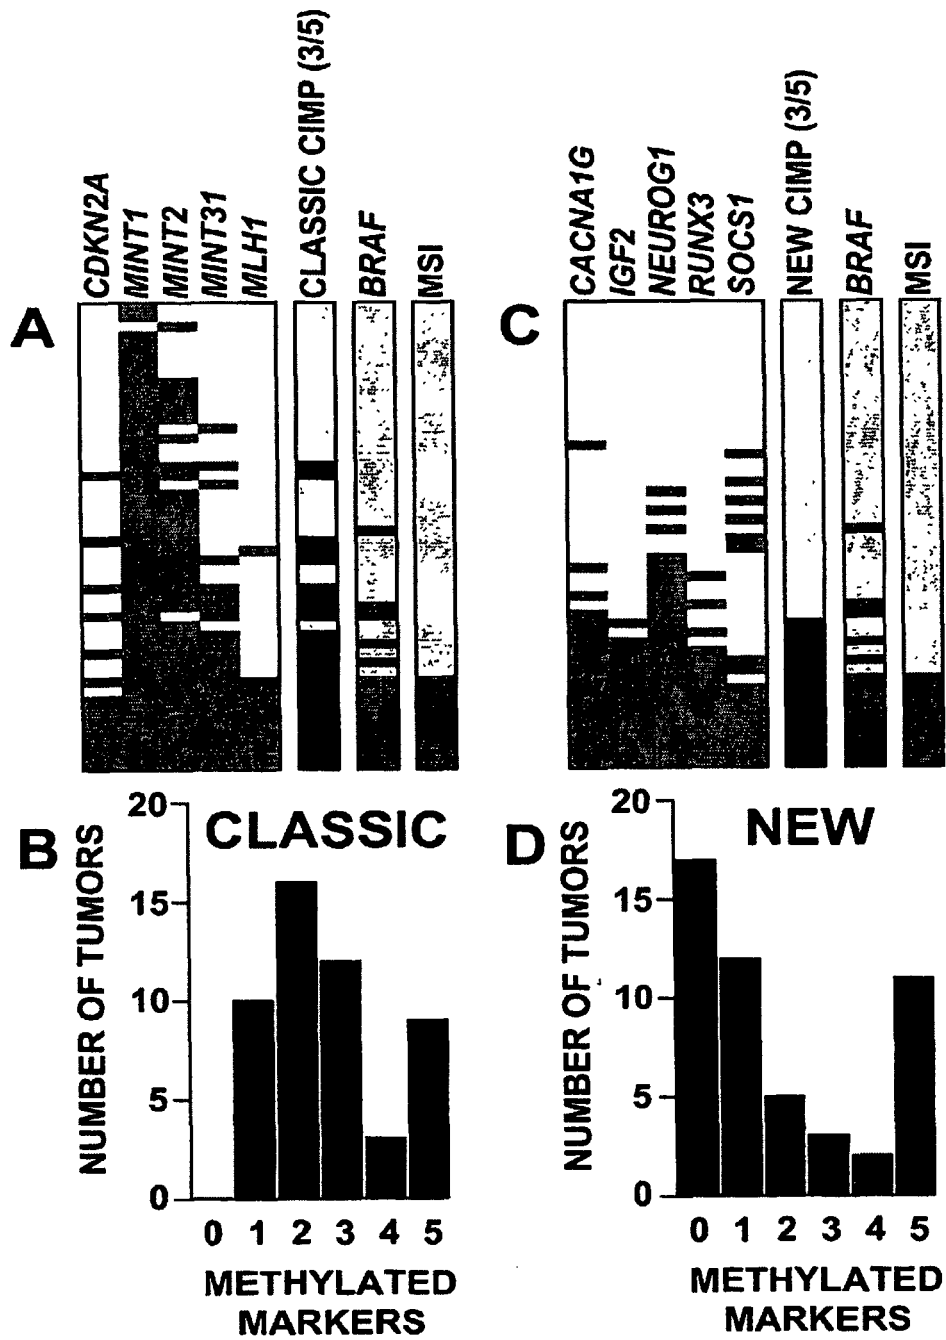 A
CDKN2A
MINT1
MINT2
MINT31
MLH1
CLASSIC CIMP (3/5)
BRAF
MSI
C
CACNA1G
IGF2
NEUROG1
RUNX3
SOCS1
NEW CIMP (3/5)
BRAF
MSI
B
CLASSIC
NUMBER OF TUMORS
20
15
10
5
0
0 1 2 3 4 5
METHYLATED
MARKERS
D
NEW
NUMBER OF TUMORS
20
15
10
5
0
0 1 2 3 4 5
METHYLATED
MARKERS